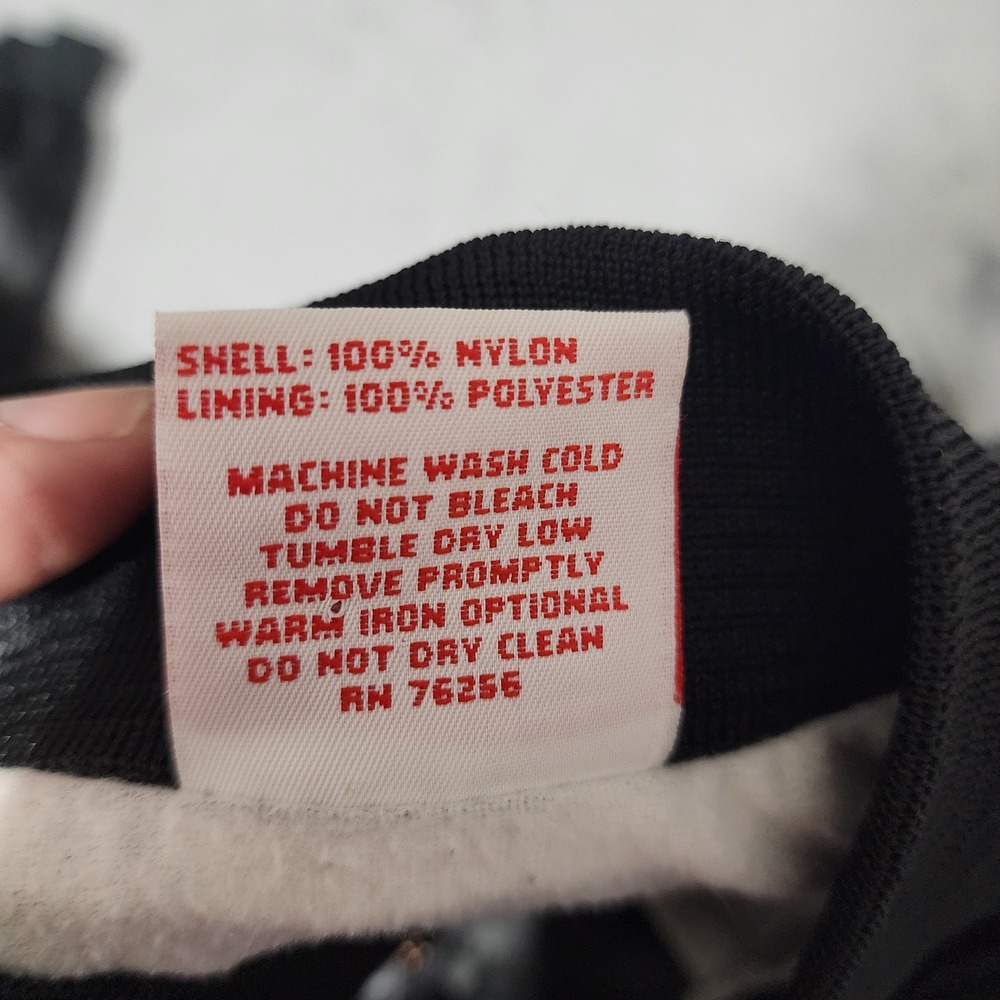 SHELL: 100% NYLON
LINING: 100% POLYESTER
MACHINE WASH COLD
DO NOT BLEACH
TUMBLE DRY LOW
REMOVE PROMPTLY
WARM IRON OPTIONAL
DO NOT DRY CLEAN
RN 76256